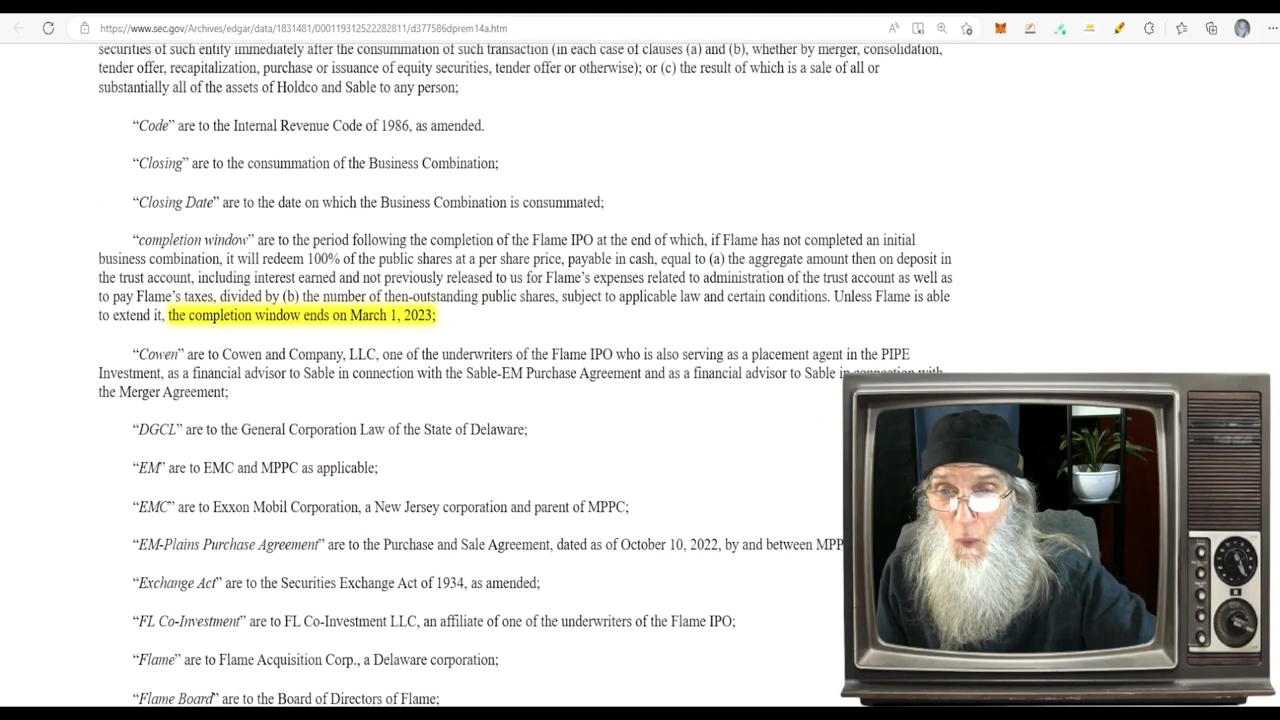 https://www.sec.gov/Archives/edgar/data/1831481/000119312522282811/d377586dprem14a.htm
securities of such entity immediately after the consummation of such transaction (in each case of clauses (a) and (b), whether by merger, consolidation,
tender offer, recapitalization, purchase or issuance of equity securities, tender offer or otherwise); or (c) the result of which is a sale of all or
substantially all of the assets of Holdco and Sable to any person;
“Code” are to the Internal Revenue Code of 1986, as amended.
“Closing” are to the consummation of the Business Combination;
“Closing Date” are to the date on which the Business Combination is consummated;
“completion window” are to the period following the completion of the Flame IPO at the end of which, if Flame has not completed an initial
business combination, it will redeem 100% of the public shares at a per share price, payable in cash, equal to (a) the aggregate amount then on deposit in
the trust account, including interest earned and not previously released to us for Flame’s expenses related to administration of the trust account as well as
to pay Flame’s taxes, divided by (b) the number of then-outstanding public shares, subject to applicable law and certain conditions. Unless Flame is able
to extend it, the completion window ends on March 1, 2023;
“Cowen” are to Cowen and Company, LLC, one of the underwriters of the Flame IPO who is also serving as a placement agent in the PIPE
Investment, as a financial advisor to Sable in connection with the Sable-EM Purchase Agreement and as a financial advisor to Sable in connection with
the Merger Agreement;
“DGCL” are to the General Corporation Law of the State of Delaware;
“EM” are to EMC and MPPC as applicable;
“EMC” are to Exxon Mobil Corporation, a New Jersey corporation and parent of MPPC;
“EM-Plains Purchase Agreement” are to the Purchase and Sale Agreement, dated as of October 10, 2022, by and between MPP
“Exchange Act” are to the Securities Exchange Act of 1934, as amended;
“FL Co-Investment” are to FL Co-Investment LLC, an affiliate of one of the underwriters of the Flame IPO;
“Flame” are to Flame Acquisition Corp., a Delaware corporation;
“Flame Board” are to the Board of Directors of Flame;